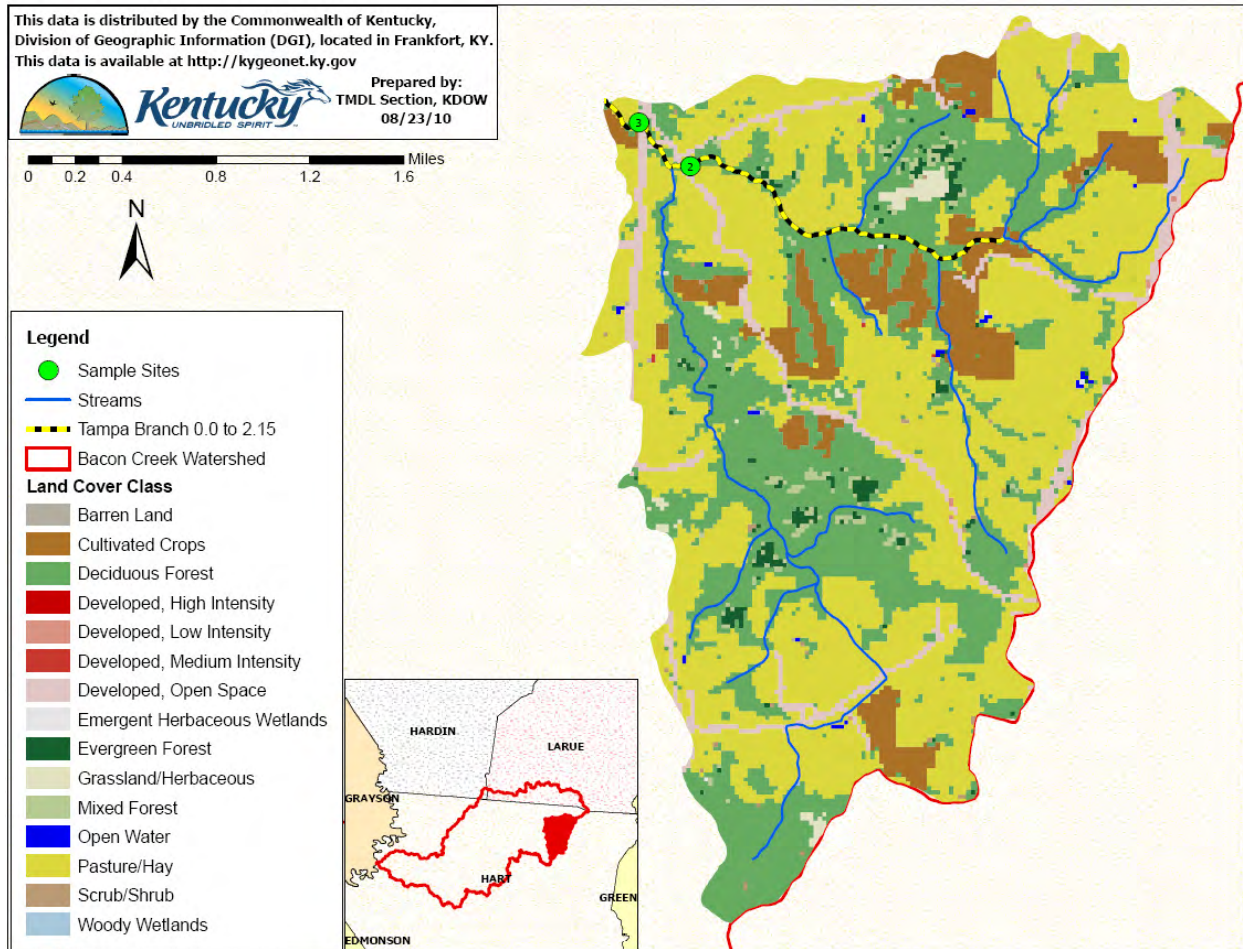 This data is distributed by the Commonwealth of Kentucky,
Division of Geographic Information (DGI), located in Frankfort, KY.
This data is available at http://kygeonet.ky.gov
Kentucky
UNBRIDLED SPIRIT
Prepared by:
TMDL Section, KDOW
08/23/10
Miles
0 0.2 0.4 0.8 1.2 1.6
N
3
2
Legend
Sample Sites
Streams
Tampa Branch 0.0 to 2.15
Bacon Creek Watershed
Land Cover Class
Barren Land
Cultivated Crops
Deciduous Forest
Developed, High Intensity
Developed, Low Intensity
Developed, Medium Intensity
Developed, Open Space
Emergent Herbaceous Wetlands
Evergreen Forest
Grassland/Herbaceous
Mixed Forest
Open Water
Pasture/Hay
Scrub/Shrub
Woody Wetlands
HARDIN
LARUE
GRAYSON
HART
GREEN
EDMONSON